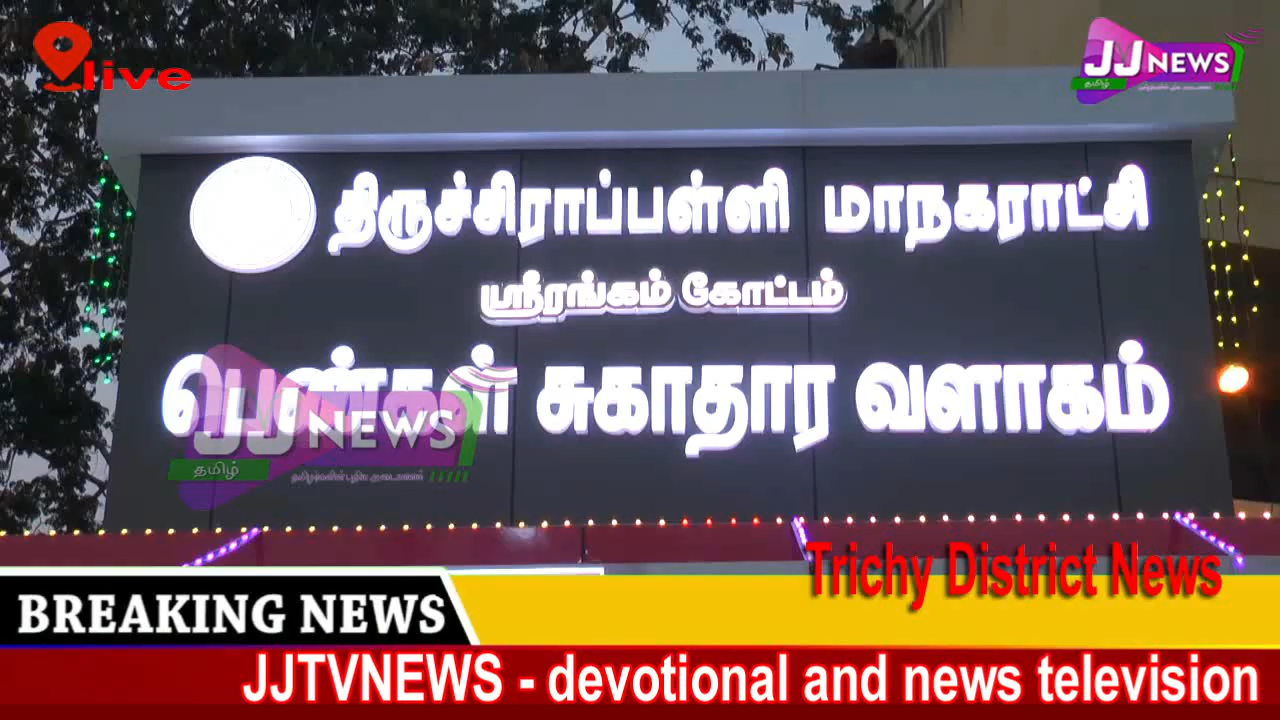 live
JJ NEWS
தமிழ்
திருச்சிராப்பள்ளி மாநகராட்சி
ஸ்ரீரங்கம் கோட்டம்
பெண்கள் சுகாதார வளாகம்
JJ NEWS
தமிழ்
Trichy District News
BREAKING NEWS
JJTVNEWS - devotional and news television